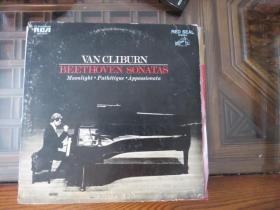 RCA
RED SEAL
VAN CLIBURN
BEETHOVEN SONATAS
Moonlight • Pathétique • Appassionata